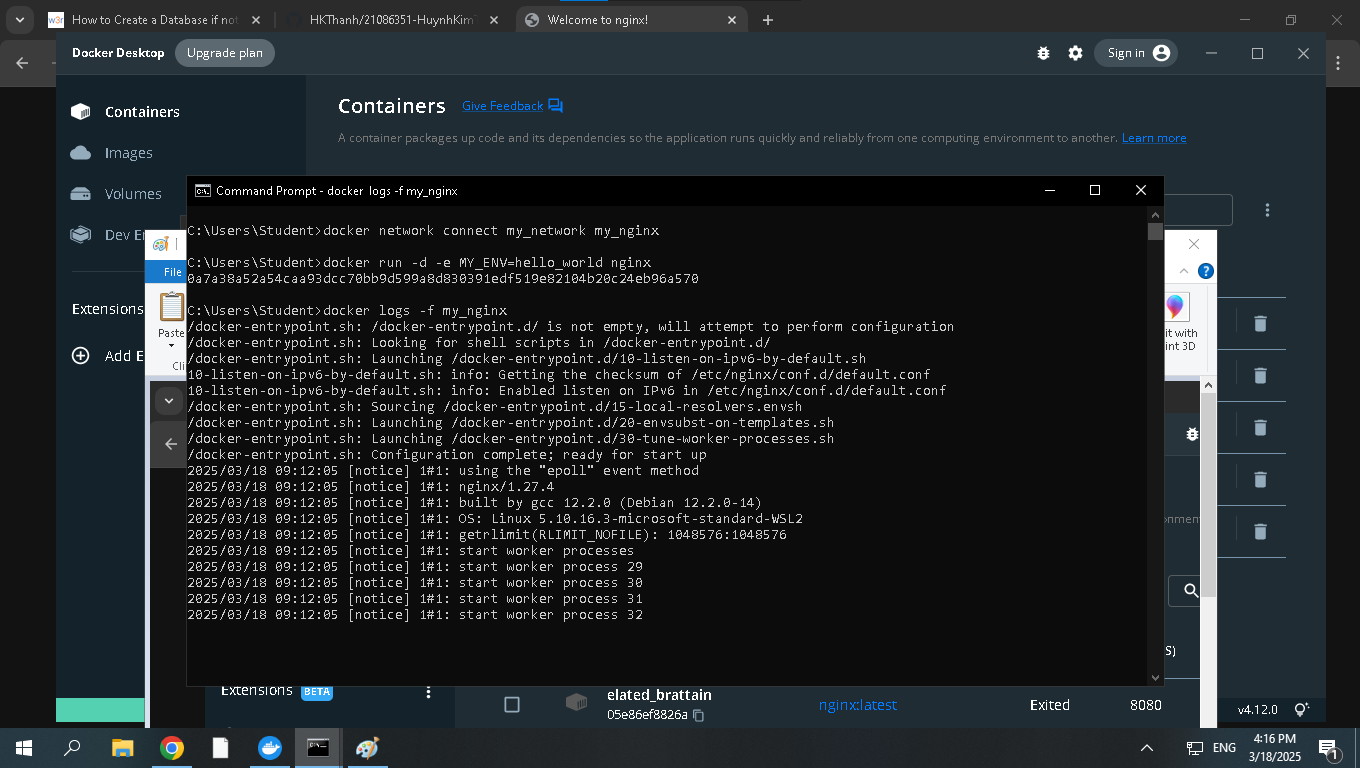 How to Create a Database if not
HKThanh/21086351-HuynhKim
Welcome to nginx!
Docker Desktop
Upgrade plan
Sign in
Containers
Images
Volumes
Dev
Extensions
Add
Containers
Give Feedback
A container packages up code and its dependencies so the application runs quickly and reliably from one computing environment to another. Learn more
Command Prompt - docker logs -f my_nginx
C:\Users\Student>docker network connect my_network my_nginx
C:\Users\Student>docker run -d -e MY_ENV=hello_world nginx
0a7a38a52a54caa93dcc70bb9d599a8d830391edf519e82104b20c24eb96a570
C:\Users\Student>docker logs -f my_nginx
/docker-entrypoint.sh: /docker-entrypoint.d/ is not empty, will attempt to perform configuration
/docker-entrypoint.sh: Looking for shell scripts in /docker-entrypoint.d/
/docker-entrypoint.sh: Launching /docker-entrypoint.d/10-listen-on-ipv6-by-default.sh
10-listen-on-ipv6-by-default.sh: info: Getting the checksum of /etc/nginx/conf.d/default.conf
10-listen-on-ipv6-by-default.sh: info: Enabled listen on IPv6 in /etc/nginx/conf.d/default.conf
/docker-entrypoint.sh: Sourcing /docker-entrypoint.d/15-local-resolvers.envsh
/docker-entrypoint.sh: Launching /docker-entrypoint.d/20-envsubst-on-templates.sh
/docker-entrypoint.sh: Launching /docker-entrypoint.d/30-tune-worker-processes.sh
/docker-entrypoint.sh: Configuration complete; ready for start up
2025/03/18 09:12:05 [notice] 1#1: using the "epoll" event method
2025/03/18 09:12:05 [notice] 1#1: nginx/1.27.4
2025/03/18 09:12:05 [notice] 1#1: built by gcc 12.2.0 (Debian 12.2.0-14)
2025/03/18 09:12:05 [notice] 1#1: OS: Linux 5.10.16.3-microsoft-standard-WSL2
2025/03/18 09:12:05 [notice] 1#1: getrlimit(RLIMIT_NOFILE): 1048576:1048576
2025/03/18 09:12:05 [notice] 1#1: start worker processes
2025/03/18 09:12:05 [notice] 1#1: start worker process 29
2025/03/18 09:12:05 [notice] 1#1: start worker process 30
2025/03/18 09:12:05 [notice] 1#1: start worker process 31
2025/03/18 09:12:05 [notice] 1#1: start worker process 32
File
Paste
Cli
it with
int 3D
S)
Extensions BETA
elated_brattain
05e86ef8826a
nginx:latest
Exited
8080
v4.12.0
ENG
4:16 PM
3/18/2025
1